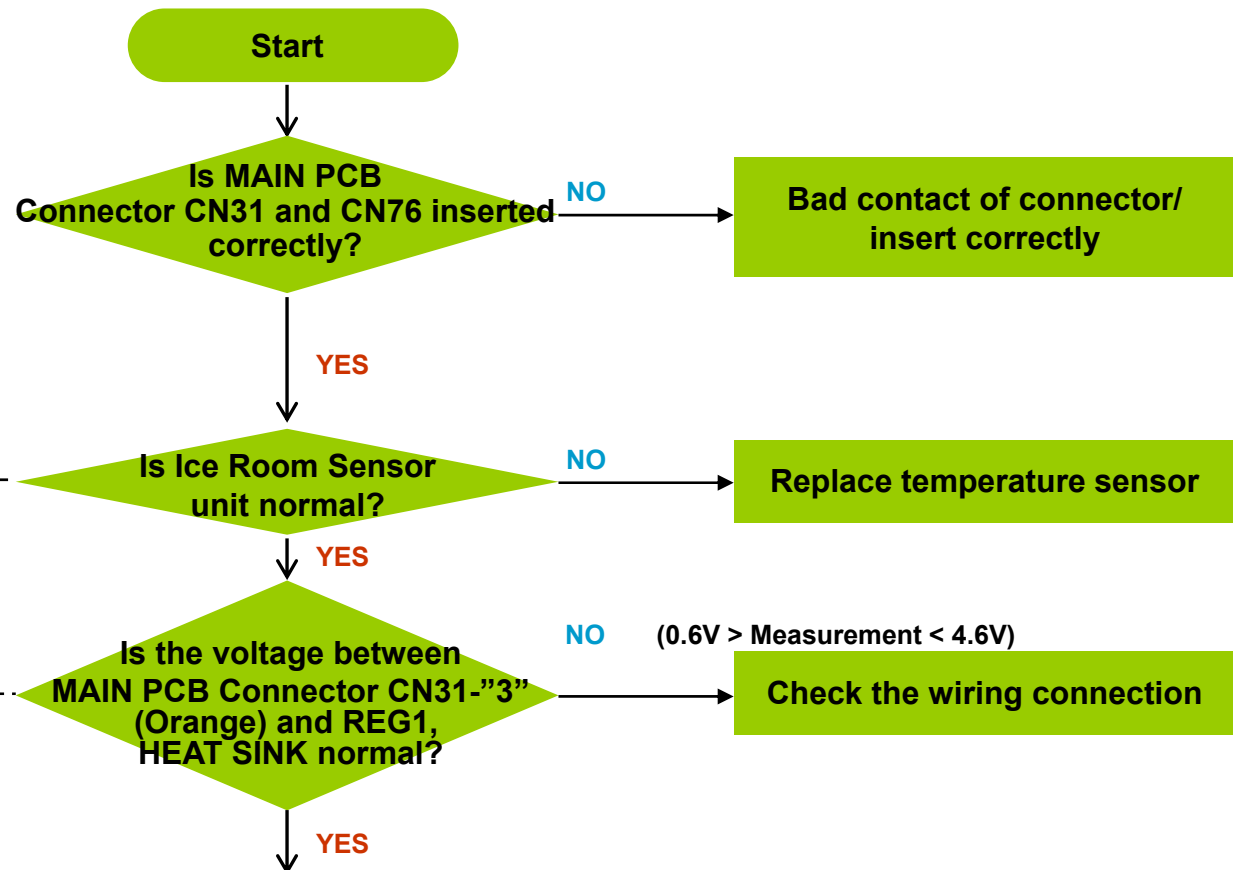 Start
Is MAIN PCB
Connector CN31 and CN76 inserted
correctly?
NO
Bad contact of connector/
insert correctly
YES
Is Ice Room Sensor
unit normal?
NO
Replace temperature sensor
YES
Is the voltage between
MAIN PCB Connector CN31-”3”
(Orange) and REG1,
HEAT SINK normal?
NO (0.6V > Measurement < 4.6V)
Check the wiring connection
YES